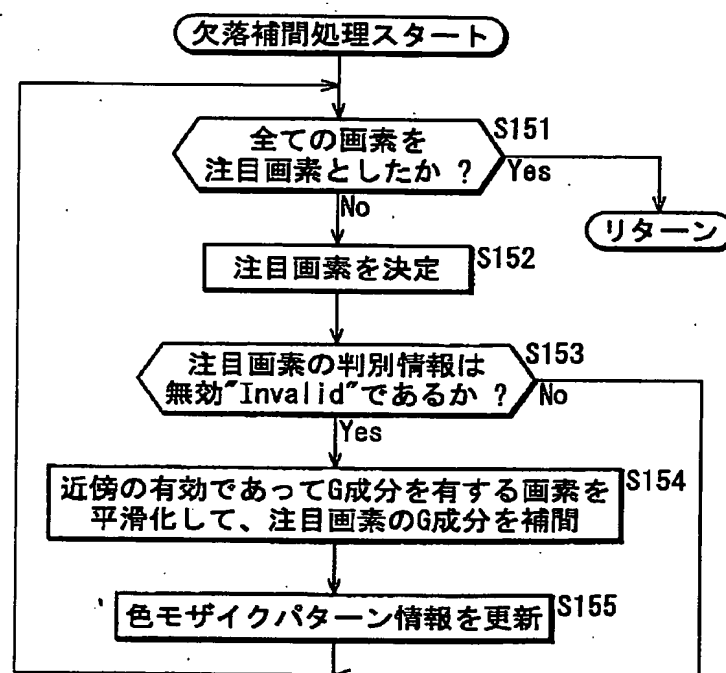 欠落補間処理スタート
全ての画素を
注目画素としたか ?
S151
Yes
No
リターン
注目画素を決定
S152
注目画素の判別情報は
無効"Invalid"であるか ?
S153
No
Yes
近傍の有効であってG成分を有する画素を
平滑化して、注目画素のG成分を補間
S154
色モザイクパターン情報を更新
S155